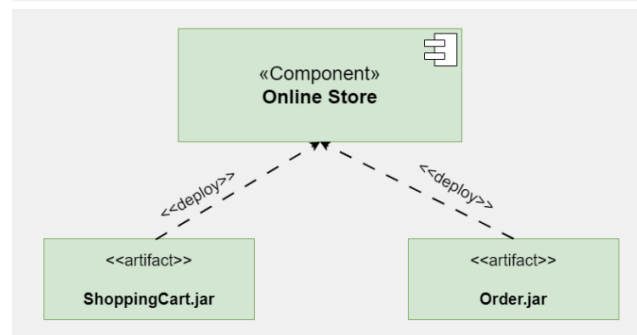 «Component»
Online Store
<<deploy>>
<<deploy>>
<<artifact>>
ShoppingCart.jar
<<artifact>>
Order.jar